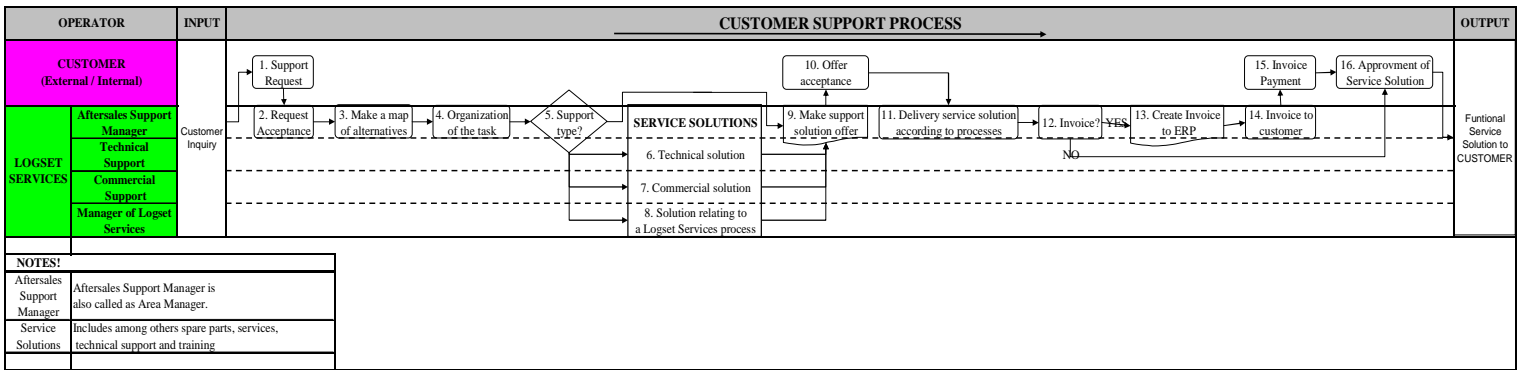 OPERATOR
INPUT
CUSTOMER SUPPORT PROCESS
OUTPUT
CUSTOMER
(External / Internal)
Customer
Inquiry
1. Support
Request
10. Offer
acceptance
15. Invoice
Payment
16. Approvment of
Service Solution
LOGSET
SERVICES
Aftersales Support
Manager
2. Request
Acceptance
3. Make a map
of alternatives
4. Organization
of the task
5. Support
type?
SERVICE SOLUTIONS
9. Make support
solution offer
11. Delivery service solution
according to processes
12. Invoice?
YES
13. Create Invoice
to ERP
14. Invoice to
customer
NO
Technical
Support
6. Technical solution
Commercial
Support
7. Commercial solution
Manager of Logset
Services
8. Solution relating to
a Logset Services process
Funtional
Service
Solution to
CUSTOMER
NOTES!
Aftersales
Support
Manager
Aftersales Support Manager is
also called as Area Manager.
Service
Solutions
Includes among others spare parts, services,
technical support and training